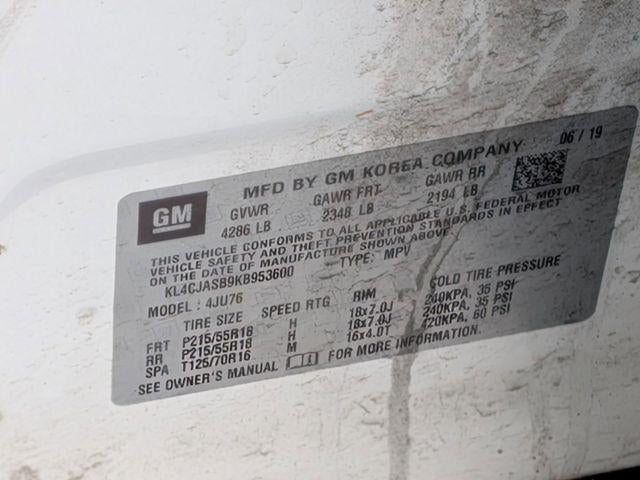 MFD BY GM KOREA COMPANY 06 / 19
GM
GVWR GAWR FRT GAWR RR
4286 LB 2348 LB 2194 LB
THIS VEHICLE CONFORMS TO ALL APPLICABLE U.S. FEDERAL MOTOR
VEHICLE SAFETY AND THEFT PREVENTION STANDARDS IN EFFECT
ON THE DATE OF MANUFACTURE SHOWN ABOVE.
KL4CJASB9KB953600 TYPE: MPV
MODEL : 4JU76
TIRE SIZE SPEED RTG RIM COLD TIRE PRESSURE
FRT P215/55R18 H 18x7.0J 240KPA, 35 PSI
RR P215/55R18 H 18x7.0J 240KPA, 35 PSI
SPA T125/70R16 M 16x4.0T 420KPA, 60 PSI
SEE OWNER'S MANUAL i FOR MORE INFORMATION.